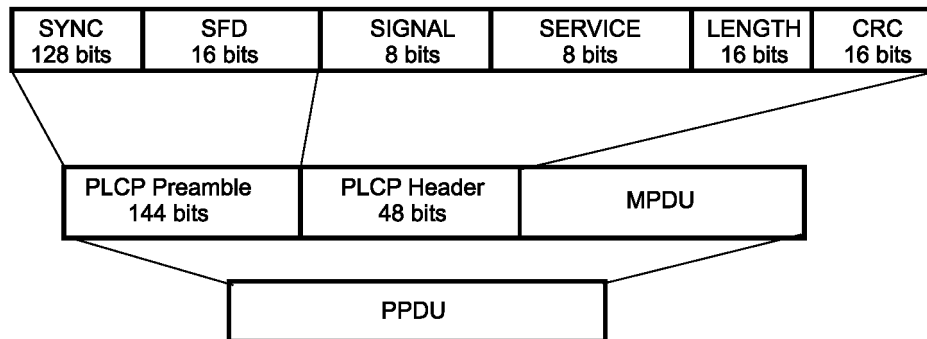 SYNC
128 bits
SFD
16 bits
SIGNAL
8 bits
SERVICE
8 bits
LENGTH
16 bits
CRC
16 bits
PLCP Preamble
144 bits
PLCP Header
48 bits
MPDU
PPDU